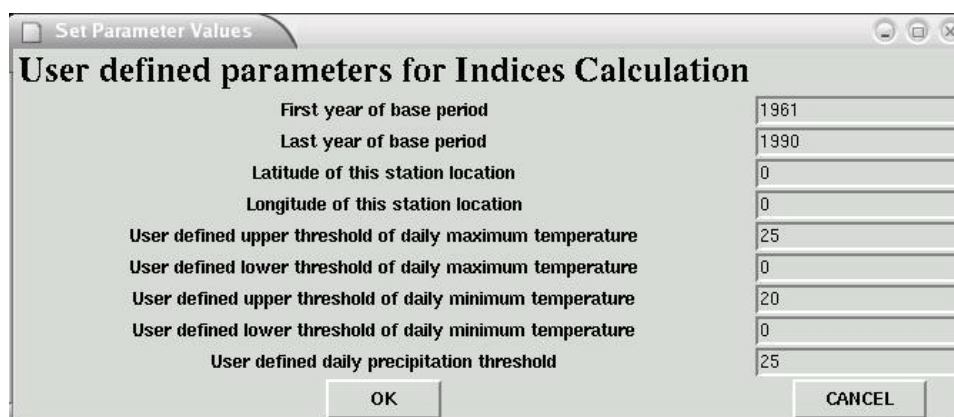 Set Parameter Values
User defined parameters for Indices Calculation
First year of base period 1961
Last year of base period 1990
Latitude of this station location 0
Longitude of this station location 0
User defined upper threshold of daily maximum temperature 25
User defined lower threshold of daily maximum temperature 0
User defined upper threshold of daily minimum temperature 20
User defined lower threshold of daily minimum temperature 0
User defined daily precipitation threshold 25
OK CANCEL